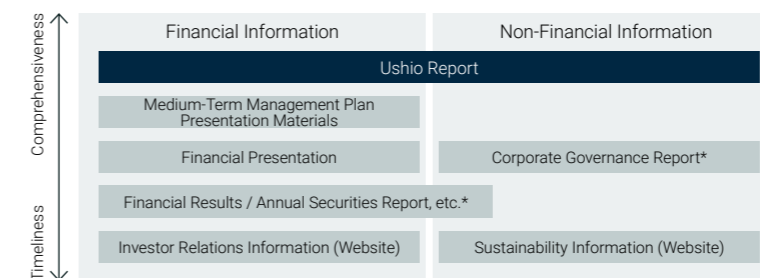 Comprehensiveness
Timeliness
Financial Information
Non-Financial Information
Ushio Report
Medium-Term Management Plan
Presentation Materials
Financial Presentation
Corporate Governance Report*
Financial Results / Annual Securities Report, etc.*
Investor Relations Information (Website)
Sustainability Information (Website)